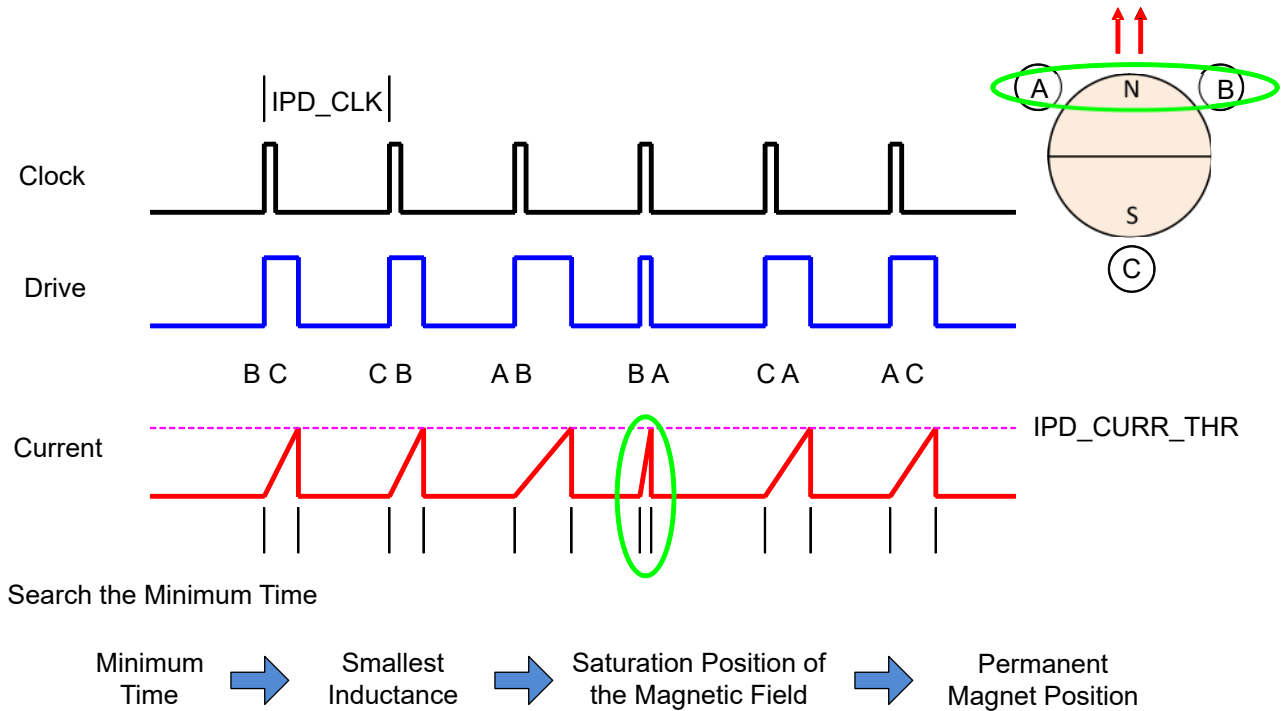 IPD_CLK
A
N
B
Clock
S
C
Drive
B C
C B
A B
B A
C A
A C
IPD_CURR_THR
Current
Search the Minimum Time
Minimum
Time
Smallest
Inductance
Saturation Position of
the Magnetic Field
Permanent
Magnet Position